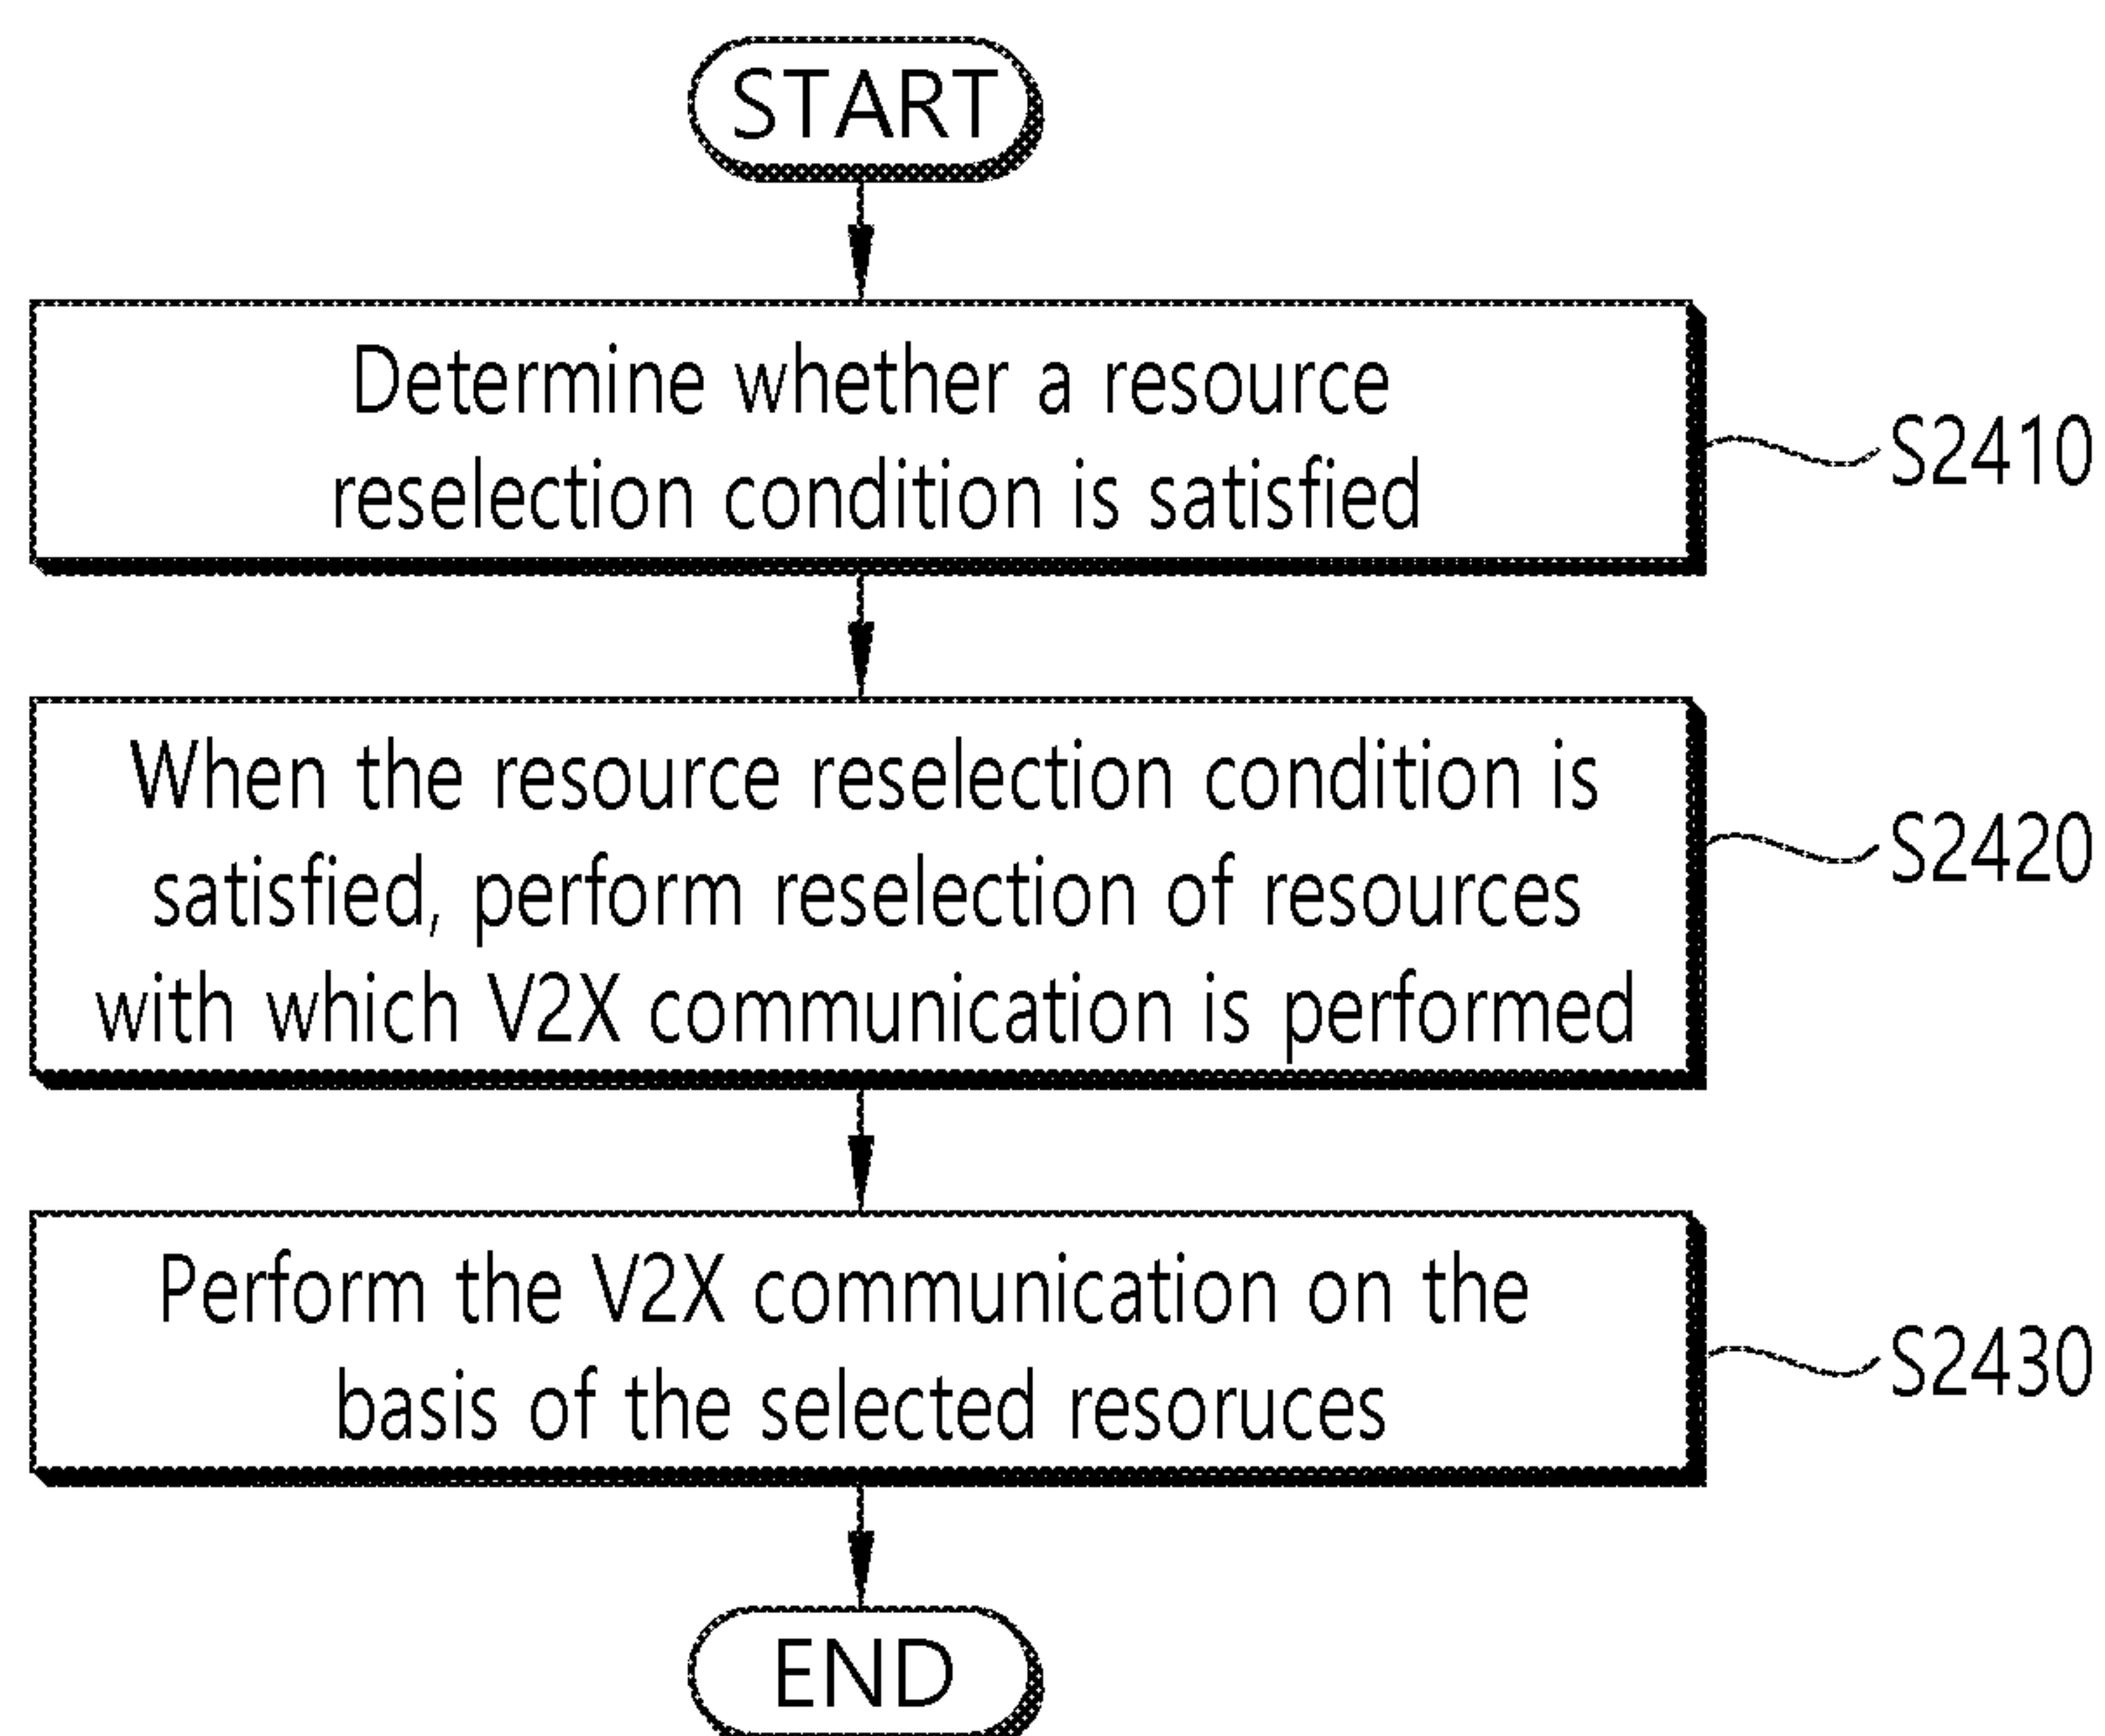 START
Determine whether a resource
reselection condition is satisfied
S2410
When the resource reselection condition is
satisfied, perform reselection of resources
with which V2X communication is performed
S2420
Perform the V2X communication on the
basis of the selected resoruces
S2430
END